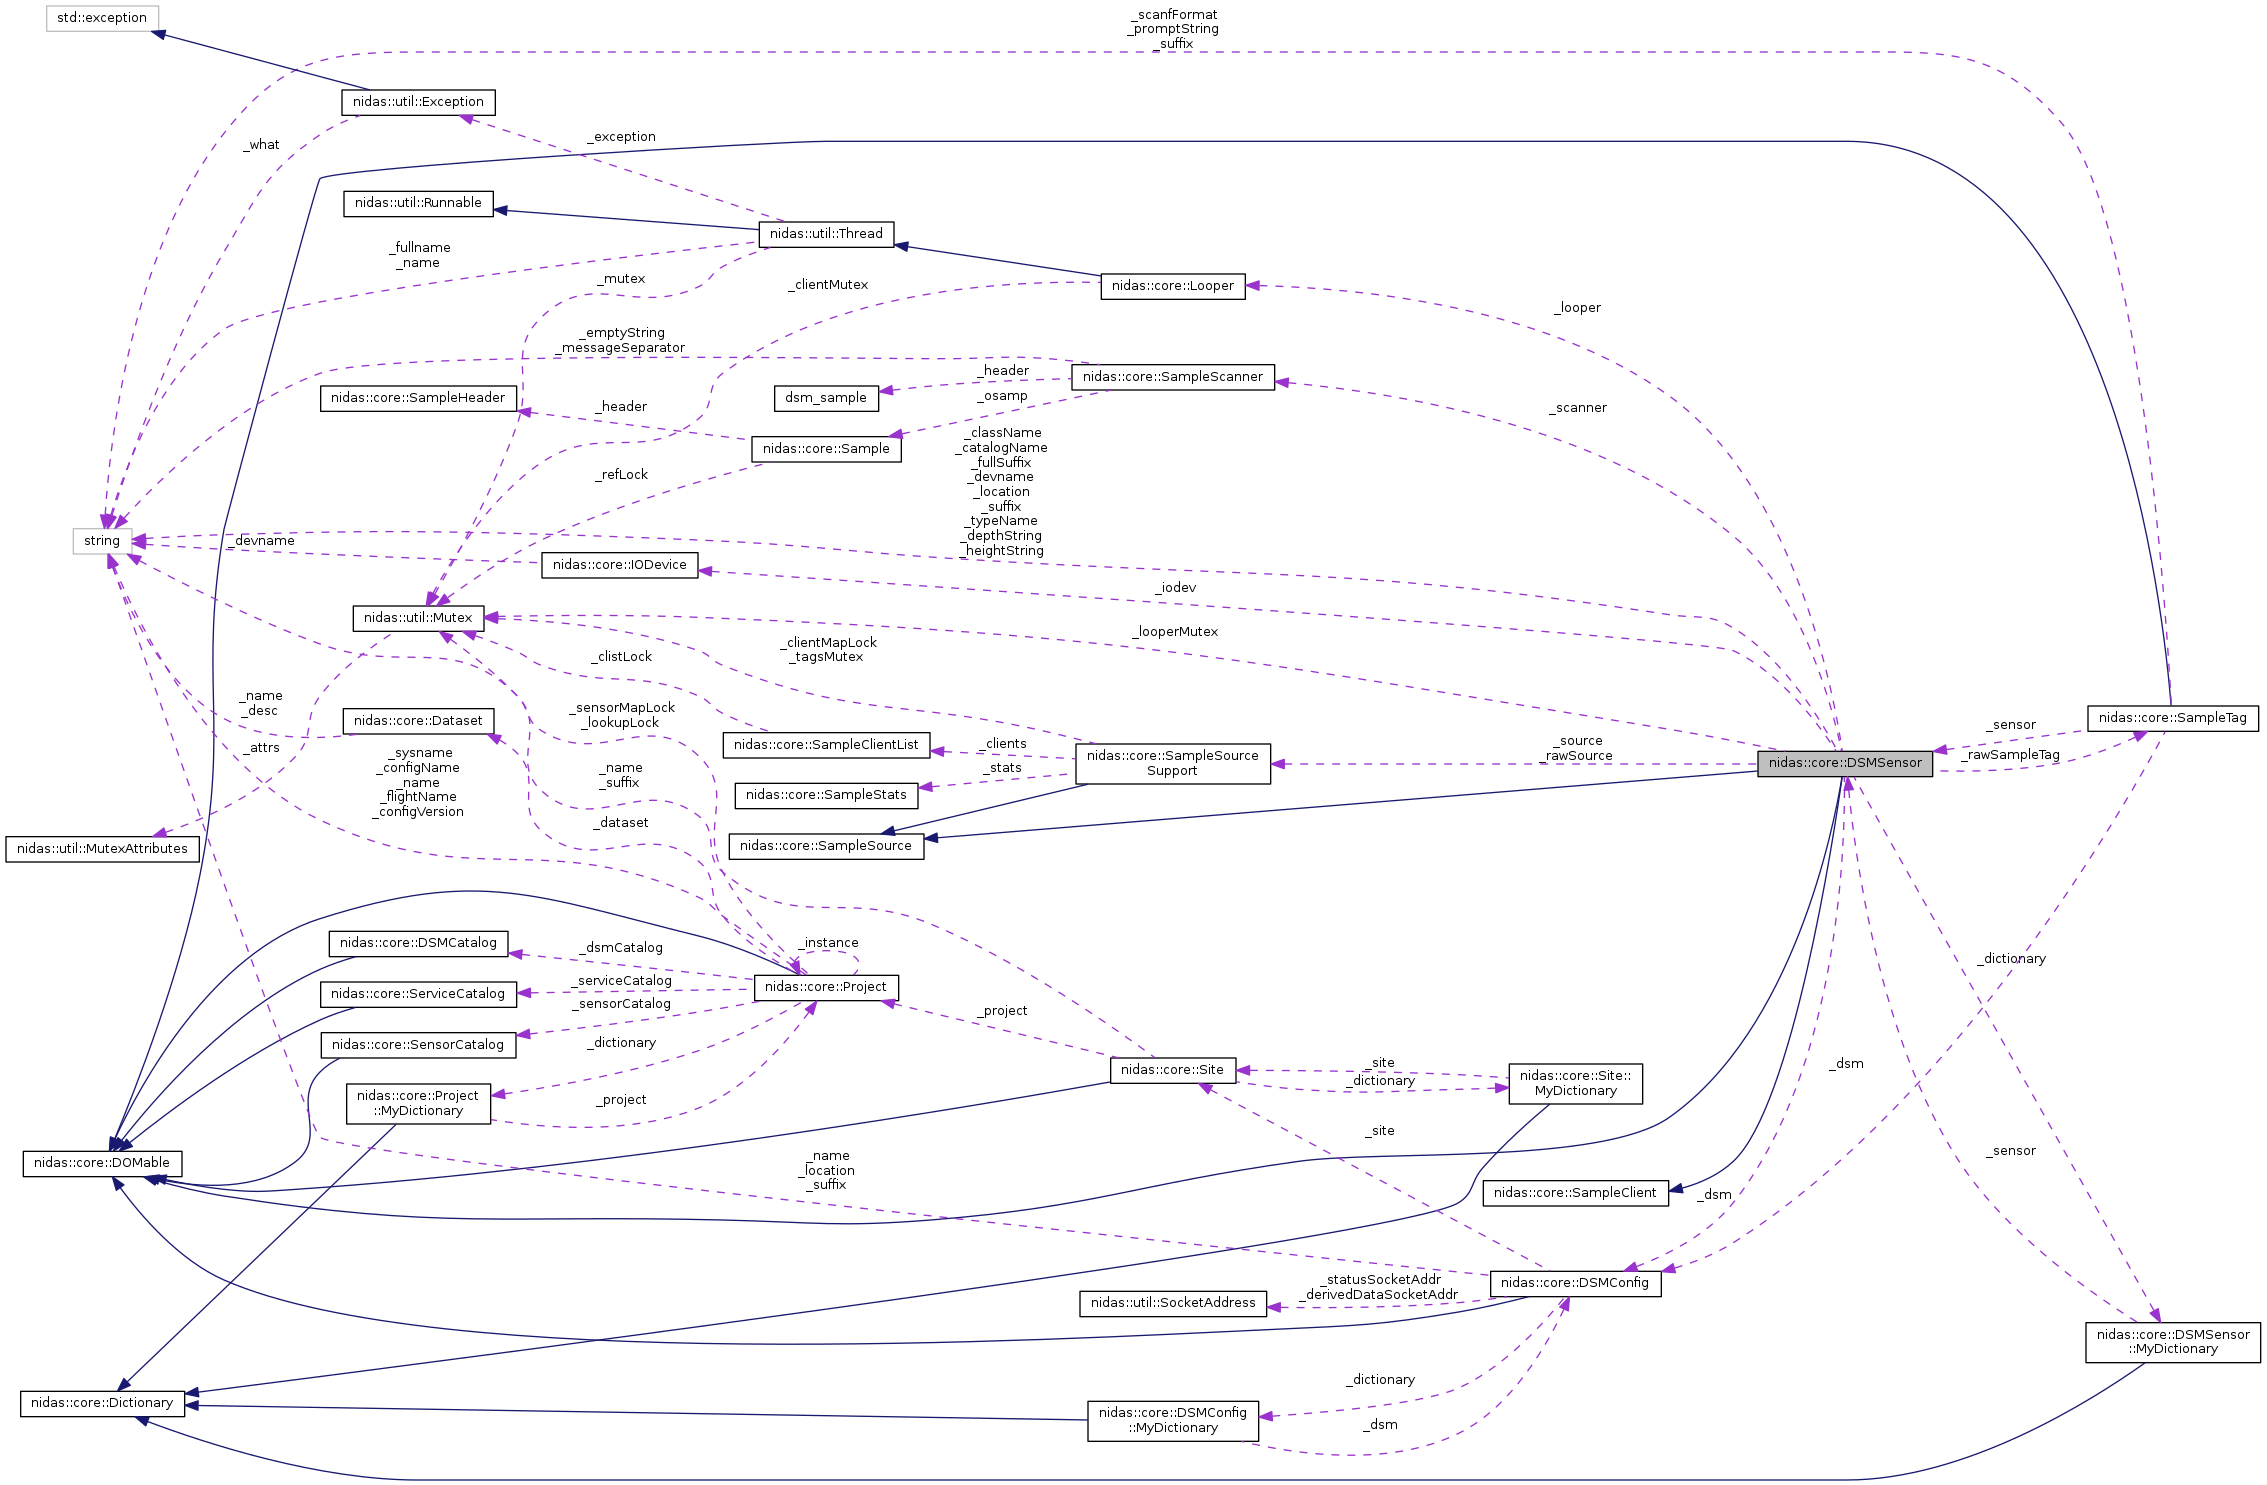 std::exception
_scanfFormat
_promptString
_suffix
nidas::util::Exception
_exception
_what
nidas::util::Runnable
nidas::util::Thread
_fullname
_name
_mutex
_clientMutex
nidas::core::Looper
_looper
_emptyString
_messageSeparator
nidas::core::SampleScanner
_header
dsm_sample
_osamp
nidas::core::SampleHeader
_header
_scanner
nidas::core::Sample
_className
_catalogName
_fullSuffix
_devname
_location
_suffix
_typeName
_depthString
_heightString
_refLock
string
_devname
nidas::core::IODevice
_iodev
nidas::util::Mutex
_looperMutex
_clientMapLock
_tagsMutex
_clistLock
_name
_desc
nidas::core::Dataset
_sensorMapLock
_lookupLock
nidas::core::SampleTag
_sensor
_attrs
nidas::core::SampleClientList
_clients
nidas::core::SampleSource
Support
_source
_rawSource
nidas::core::DSMSensor
_rawSampleTag
_sysname
_configName
_name
_flightName
_configVersion
_name
_suffix
_stats
nidas::core::SampleStats
_dataset
nidas::util::MutexAttributes
nidas::core::SampleSource
nidas::core::DSMCatalog
_dsmCatalog
_instance
nidas::core::ServiceCatalog
_serviceCatalog
nidas::core::Project
_sensorCatalog
_dictionary
nidas::core::SensorCatalog
_dictionary
_project
nidas::core::Site
_site
_dictionary
nidas::core::Site::
MyDictionary
_dsm
nidas::core::Project
::MyDictionary
_project
_site
nidas::core::DOMable
_name
_location
_suffix
nidas::core::SampleClient
_dsm
_sensor
nidas::util::SocketAddress
_statusSocketAddr
_derivedDataSocketAddr
nidas::core::DSMConfig
nidas::core::DSMSensor
::MyDictionary
_dictionary
nidas::core::Dictionary
nidas::core::DSMConfig
::MyDictionary
_dsm